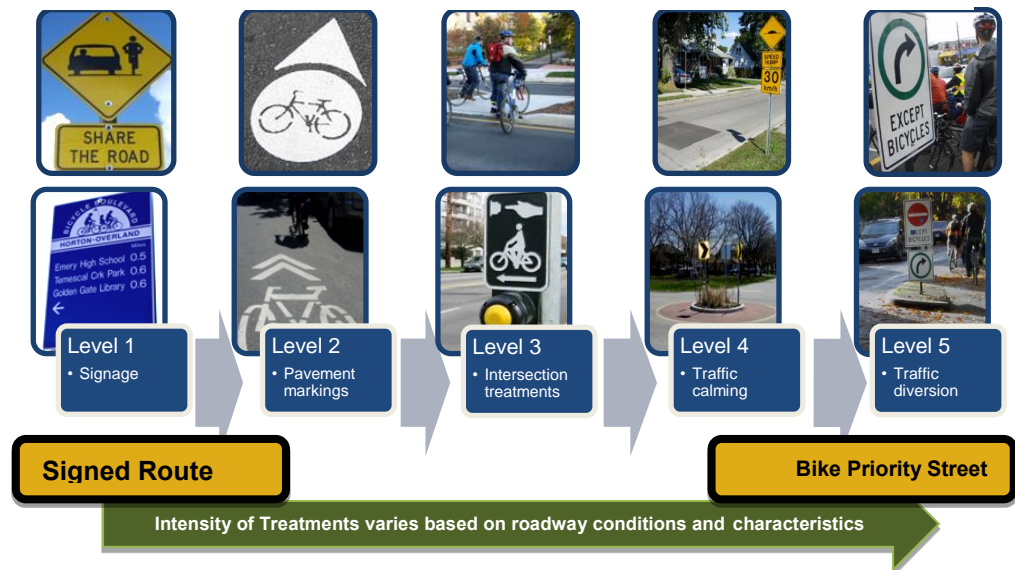 SHARE
THE ROAD
SPEED
HUMP
30
km/h
EXCEPT
BICYCLES
BICYCLE BOULEVARD
HORTON-OVERLAND
Miles
Emery High School 0.5
Temescal Crk Park 0.6
Golden Gate Library 0.6
EXCEPT
BICYCLES
Level 1
• Signage
Level 2
• Pavement
markings
Level 3
• Intersection
treatments
Level 4
• Traffic
calming
Level 5
• Traffic
diversion
Signed Route
Bike Priority Street
Intensity of Treatments varies based on roadway conditions and characteristics